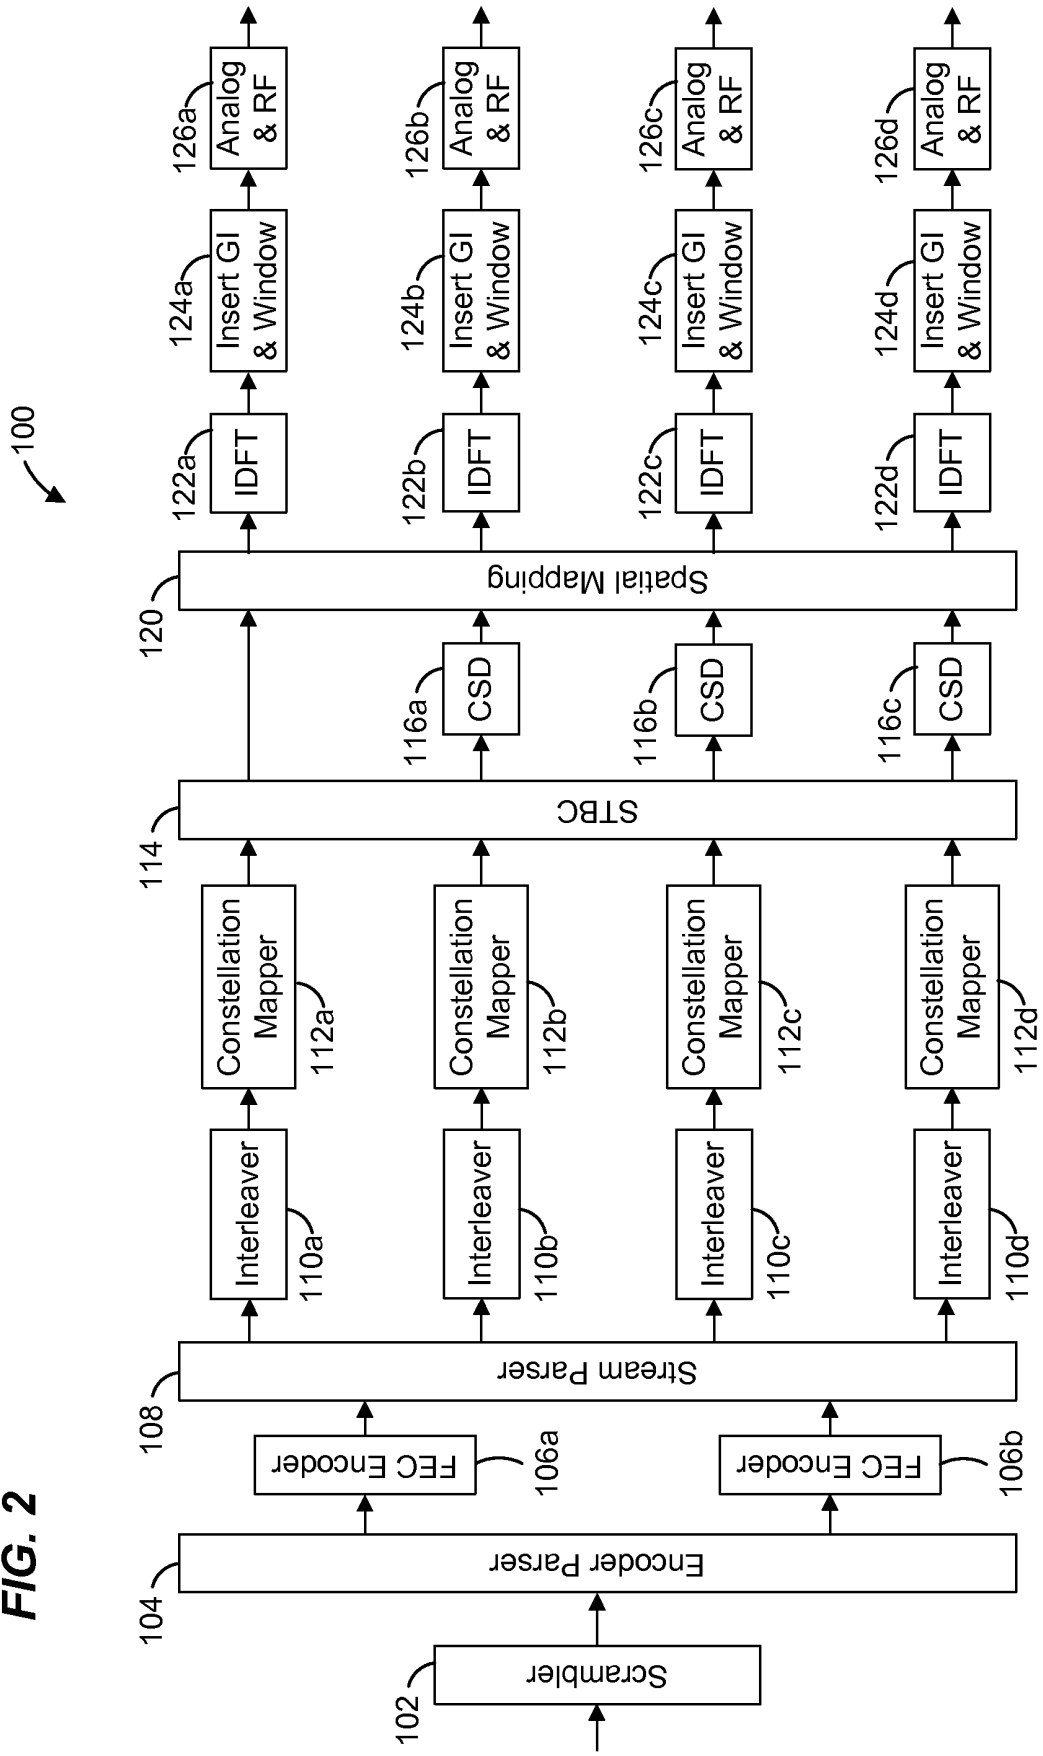 FIG. 2
100
102
Scrambler
104
Encoder Parser
FEC Encoder
106a
FEC Encoder
106b
108
Stream Parser
Interleaver
110a
Interleaver
110b
Interleaver
110c
Interleaver
110d
Constellation
Mapper
112a
Constellation
Mapper
112b
Constellation
Mapper
112c
Constellation
Mapper
112d
114
STBC
116a
CSD
116b
CSD
116c
CSD
120
Spatial Mapping
122a
IDFT
122b
IDFT
122c
IDFT
122d
IDFT
124a
Insert GI
& Window
124b
Insert GI
& Window
124c
Insert GI
& Window
124d
Insert GI
& Window
126a
Analog
& RF
126b
Analog
& RF
126c
Analog
& RF
126d
Analog
& RF